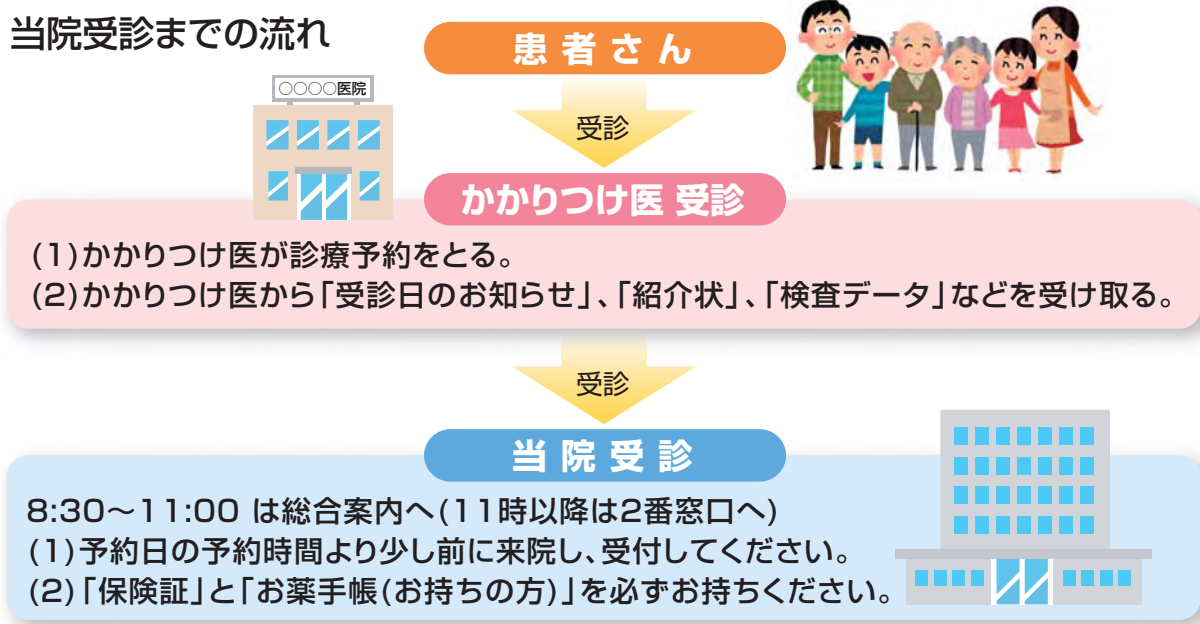 当院受診までの流れ
患者さん
○○○○医院
受診
かかりつけ医 受診
(1)かかりつけ医が診療予約をとる。
(2)かかりつけ医から「受診日のお知らせ」、「紹介状」、「検査データ」などを受け取る。
受診
当院受診
8:30〜11:00 は総合案内へ(11時以降は2番窓口へ)
(1)予約日の予約時間より少し前に来院し、受付してください。
(2)「保険証」と「お薬手帳(お持ちの方)」を必ずお持ちください。